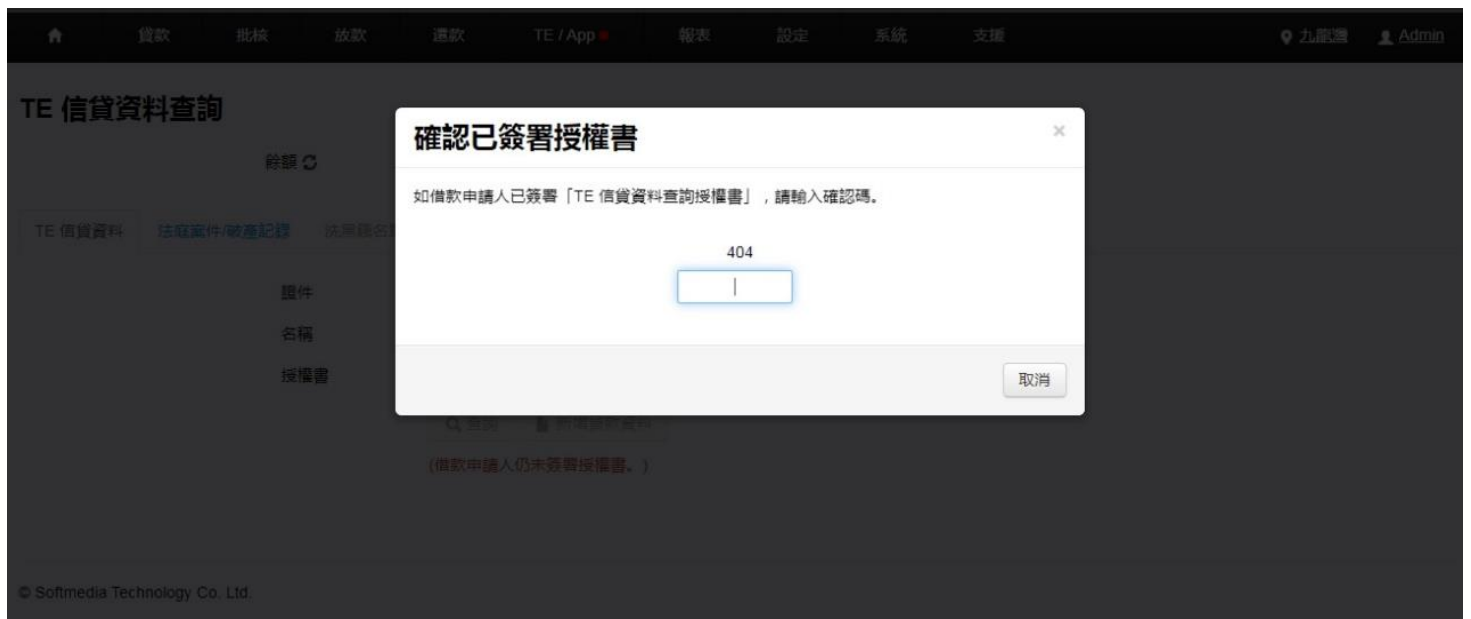 貸款 批核 放款 還款 TE / App 報表 設定 系統 支援 九龍灣 Admin
TE 信貸資料查詢
餘額
TE 信貸資料 法庭案件/破產記錄 洗黑錢名
證件
名稱
授權書
確認已簽署授權書 ×
如借款申請人已簽署「TE 信貸資料查詢授權書」，請輸入確認碼。
404
取消
查詢 新增貸款資料
(借款申請人仍未簽署授權書。)
© Softmedia Technology Co. Ltd.